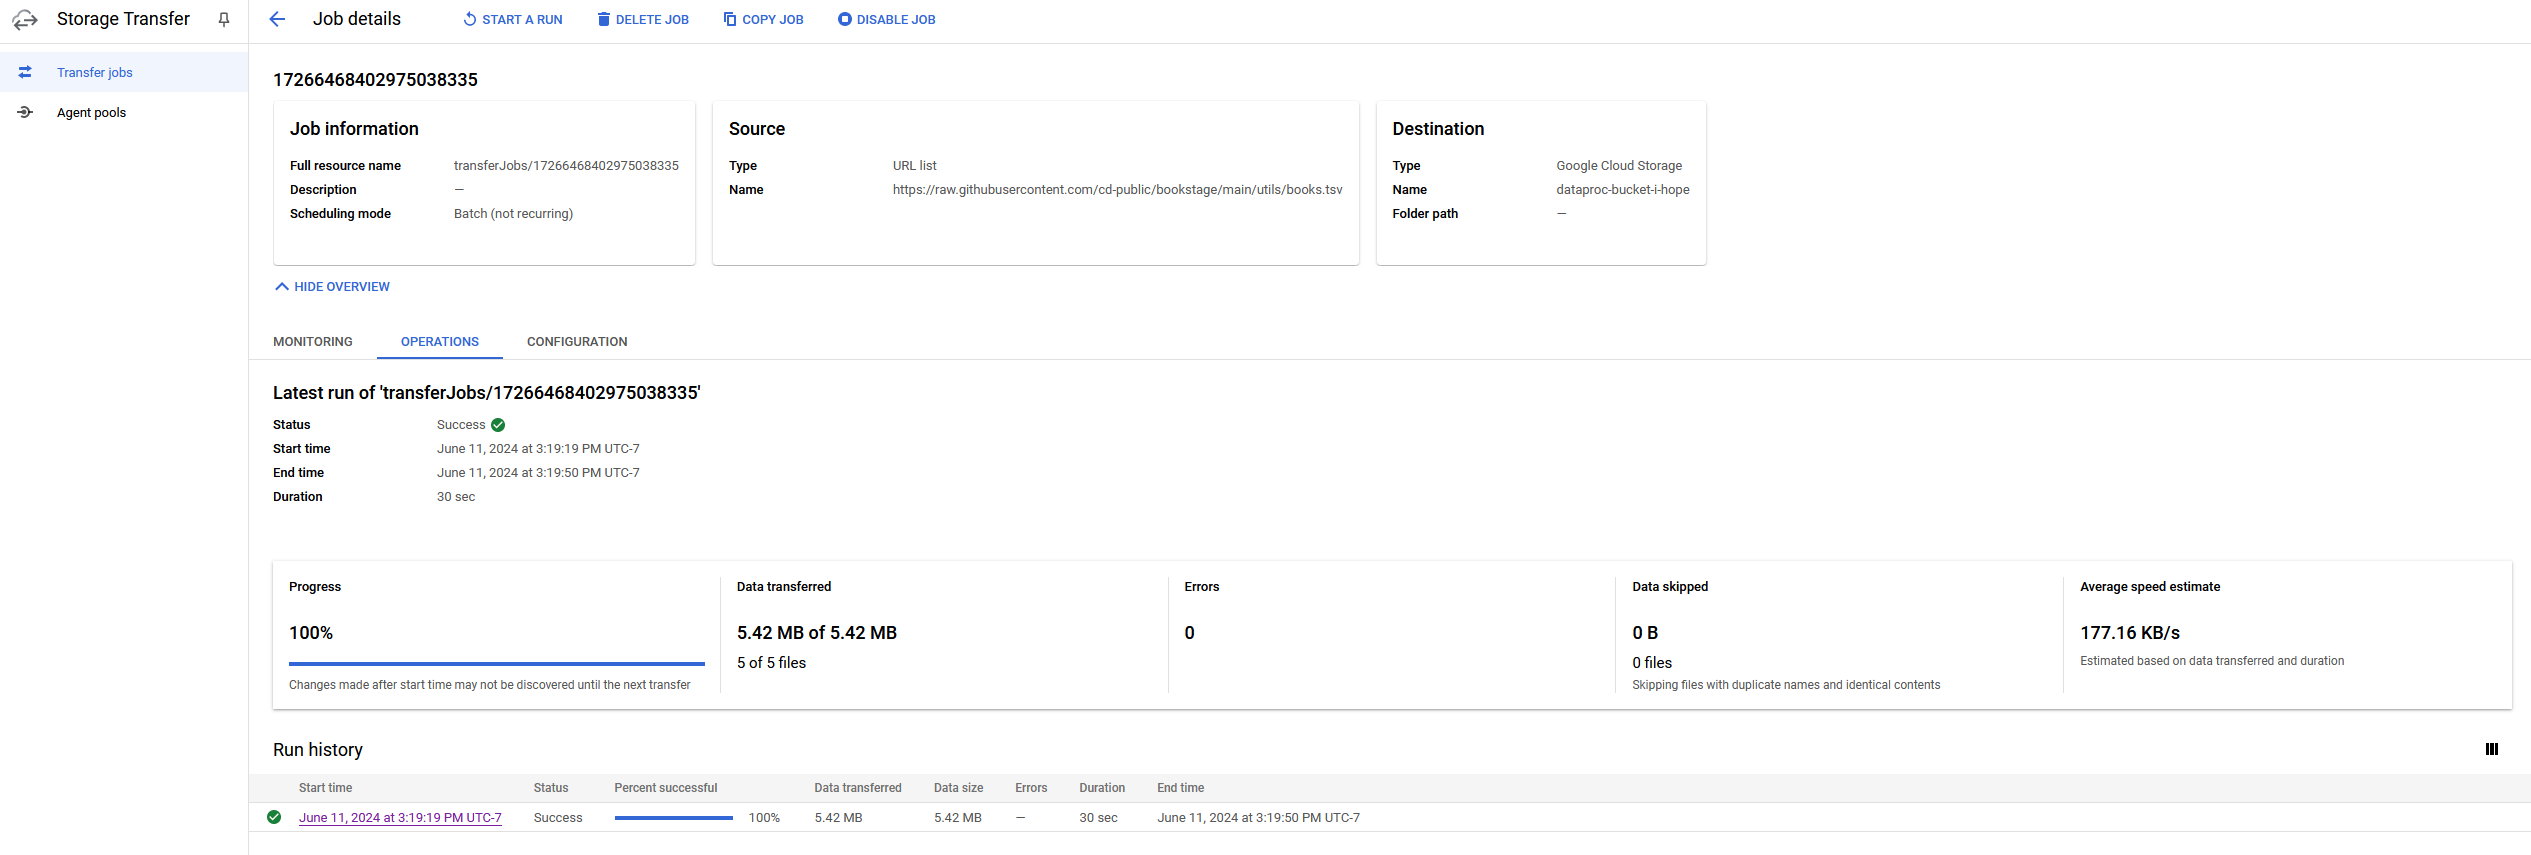 Storage Transfer
Job details
START A RUN
DELETE JOB
COPY JOB
DISABLE JOB
Transfer jobs
Agent pools
17266468402975038335
Job information
Full resource name transferJobs/17266468402975038335
Description —
Scheduling mode Batch (not recurring)
Source
Type URL list
Name https://raw.githubusercontent.com/cd-public/bookstage/main/utils/books.tsv
Destination
Type Google Cloud Storage
Name dataproc-bucket-i-hope
Folder path —
HIDE OVERVIEW
MONITORING OPERATIONS CONFIGURATION
Latest run of 'transferJobs/17266468402975038335'
Status Success
Start time June 11, 2024 at 3:19:19 PM UTC-7
End time June 11, 2024 at 3:19:50 PM UTC-7
Duration 30 sec
Progress
100%
Changes made after start time may not be discovered until the next transfer
Data transferred
5.42 MB of 5.42 MB
5 of 5 files
Errors
0
Data skipped
0 B
0 files
Skipping files with duplicate names and identical contents
Average speed estimate
177.16 KB/s
Estimated based on data transferred and duration
Run history
Start time Status Percent successful Data transferred Data size Errors Duration End time
June 11, 2024 at 3:19:19 PM UTC-7 Success 100% 5.42 MB 5.42 MB — 30 sec June 11, 2024 at 3:19:50 PM UTC-7